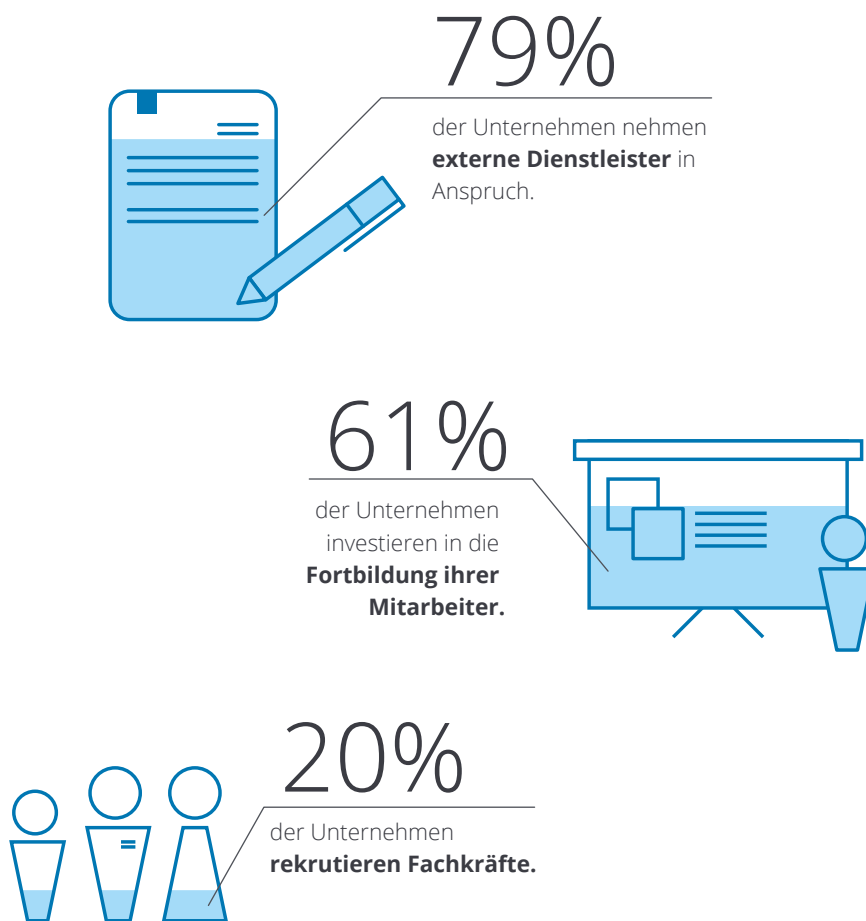 79%
der Unternehmen nehmen
externe Dienstleister in
Anspruch.
61%
der Unternehmen
investieren in die
Fortbildung ihrer
Mitarbeiter.
20%
der Unternehmen
rekrutieren Fachkräfte.